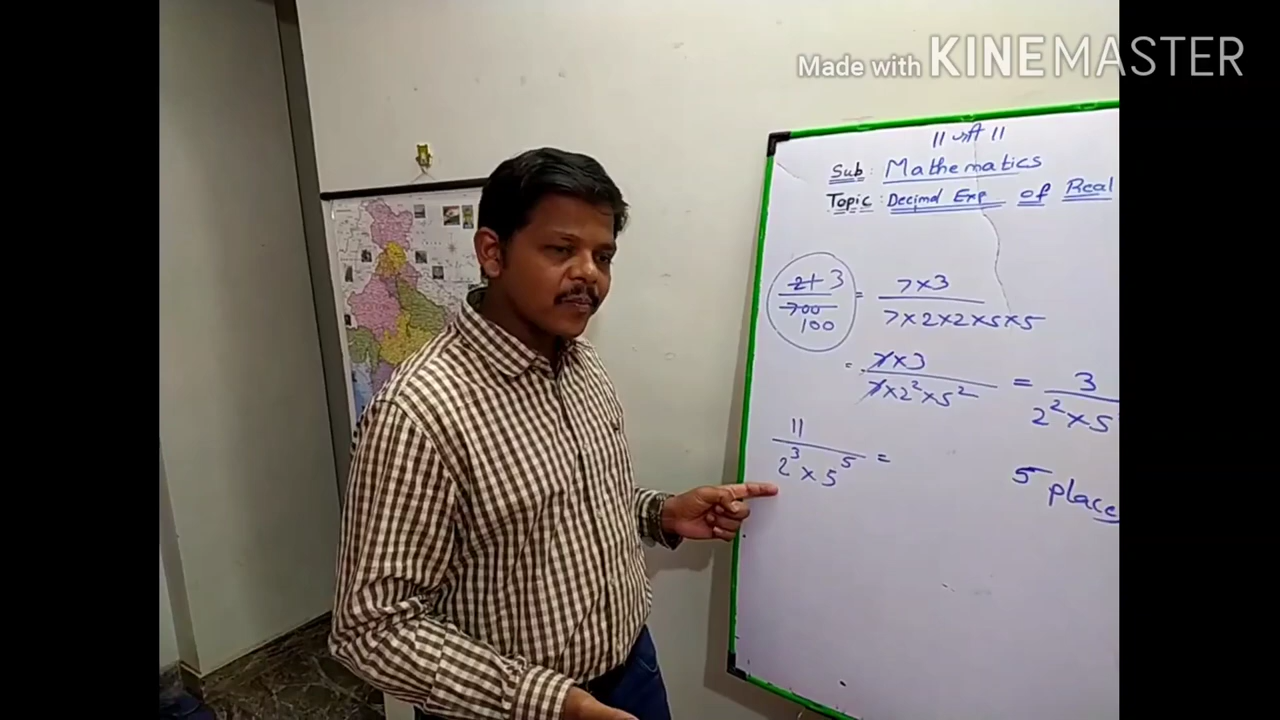 Made with KINEMASTER
॥ श्री ॥
Sub : Mathematics
Topic : Decimal Exp of Real
21 3 / 700 100 = 7×3 / 7×2×2×5×5
= 7×3 / 7×2²×5² = 3 / 2²×5
11 / 2³×5⁵ =
5 places